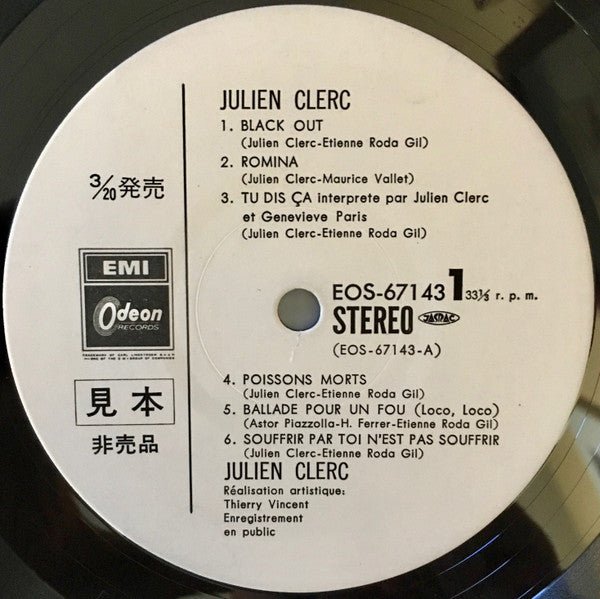 JULIEN CLERC
1. BLACK OUT
(Julien Clerc-Etienne Roda Gil)
2. ROMINA
(Julien Clerc-Maurice Vallet)
3. TU DIS ÇA interprete par Julien Clerc
et Genevieve Paris
(Julien Clerc-Etienne Roda Gil)
3/20発売
EMI
Odeon
RECORDS
EOS-67143 1 33⅓ r. p. m.
STEREO JASRAC
(EOS-67143-A)
見本
非売品
4. POISSONS MORTS
(Julien Clerc-Etienne Roda Gil)
5. BALLADE POUR UN FOU (Loco, Loco)
(Astor Piazzolla-H. Ferrer-Etienne Roda Gil)
6. SOUFFRIR PAR TOI N'EST PAS SOUFFRIR
(Julien Clerc-Etienne Roda Gil)
JULIEN CLERC
Réalisation artistique:
Thierry Vincent
Enregistrement
en public